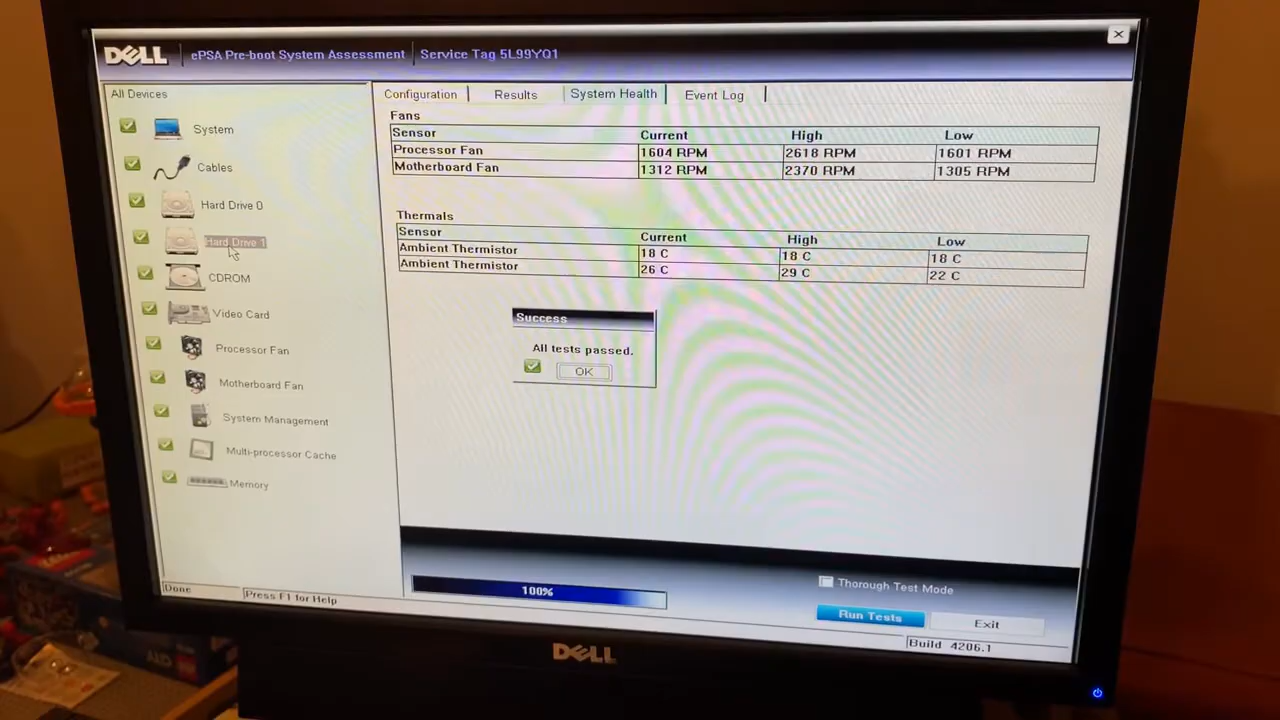 DELL ePSA Pre-boot System Assessment Service Tag 5L99YQ1
All Devices
System
Cables
Hard Drive 0
Hard Drive 1
CDROM
Video Card
Processor Fan
Motherboard Fan
System Management
Multi-processor Cache
Memory
Configuration Results System Health Event Log
Fans
Sensor Current High Low
Processor Fan 1604 RPM 2618 RPM 1601 RPM
Motherboard Fan 1312 RPM 2370 RPM 1305 RPM
Thermals
Sensor Current High Low
Ambient Thermistor 18 C 18 C 18 C
Ambient Thermistor 26 C 29 C 22 C
Success
All tests passed.
OK
Thorough Test Mode
100%
Run Tests Exit
Done Press F1 for Help
Build 4206.1
DELL